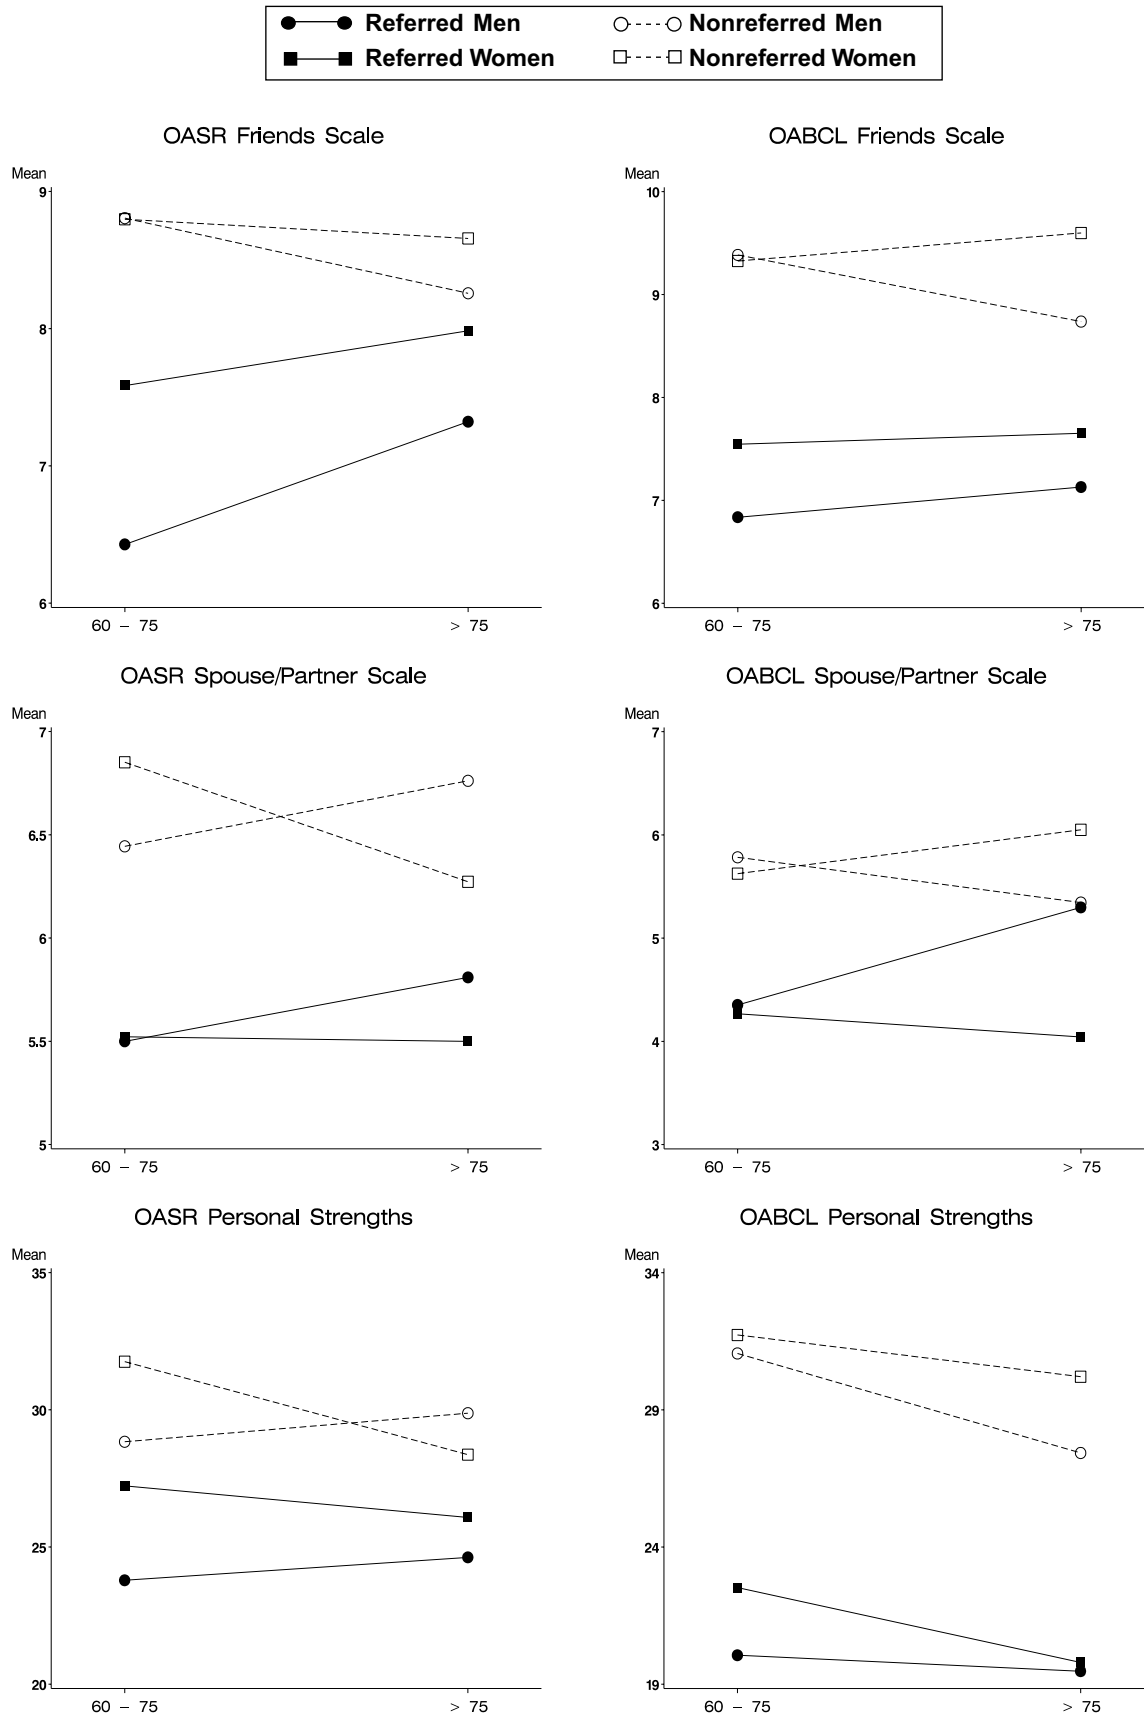 Referred Men Nonreferred Men
Referred Women Nonreferred Women
OASR Friends Scale
Mean
9
8
7
6
60 – 75 > 75
OABCL Friends Scale
Mean
10
9
8
7
6
60 – 75 > 75
OASR Spouse/Partner Scale
Mean
7
6.5
6
5.5
5
60 – 75 > 75
OABCL Spouse/Partner Scale
Mean
7
6
5
4
3
60 – 75 > 75
OASR Personal Strengths
Mean
35
30
25
20
60 – 75 > 75
OABCL Personal Strengths
Mean
34
29
24
19
60 – 75 > 75